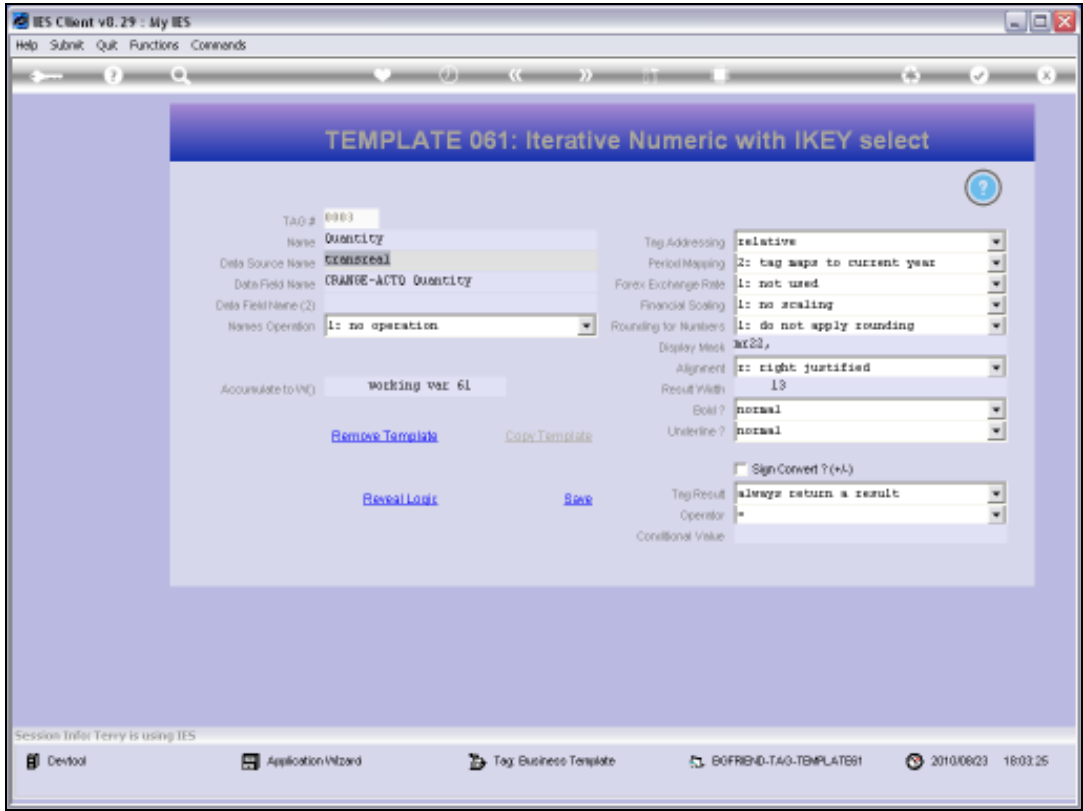 IES Client v8.29 : My IES
Help Submit Quit Functions Commands
TEMPLATE 061: Iterative Numeric with IKEY select
TAG # 0003
Name Quantity
Data Source Name transreal
Data Field Name CRANGE-ACTO Quantity
Data Field Name (2)
Names Operation 1: no operation
Accumulate to W() working var 61
Remove Template Copy Template
Reveal Logic Save
Tag Addressing relative
Period Mapping 2: tag maps to current year
Forex Exchange Rate 1: not used
Financial Scaling 1: no scaling
Rounding for Numbers 1: do not apply rounding
Display Mask mr22,
Alignment r: right justified
Result Width 13
Bold ? normal
Underline ? normal
Sign Convert ? (+/-)
Tag Result always return a result
Operator =
Conditional Value
Session Info: Terry is using IES
Devtool Application Wizard Tag: Business Template BGFRIEND-TAG-TEMPLATE61 2010/08/23 18:03:25